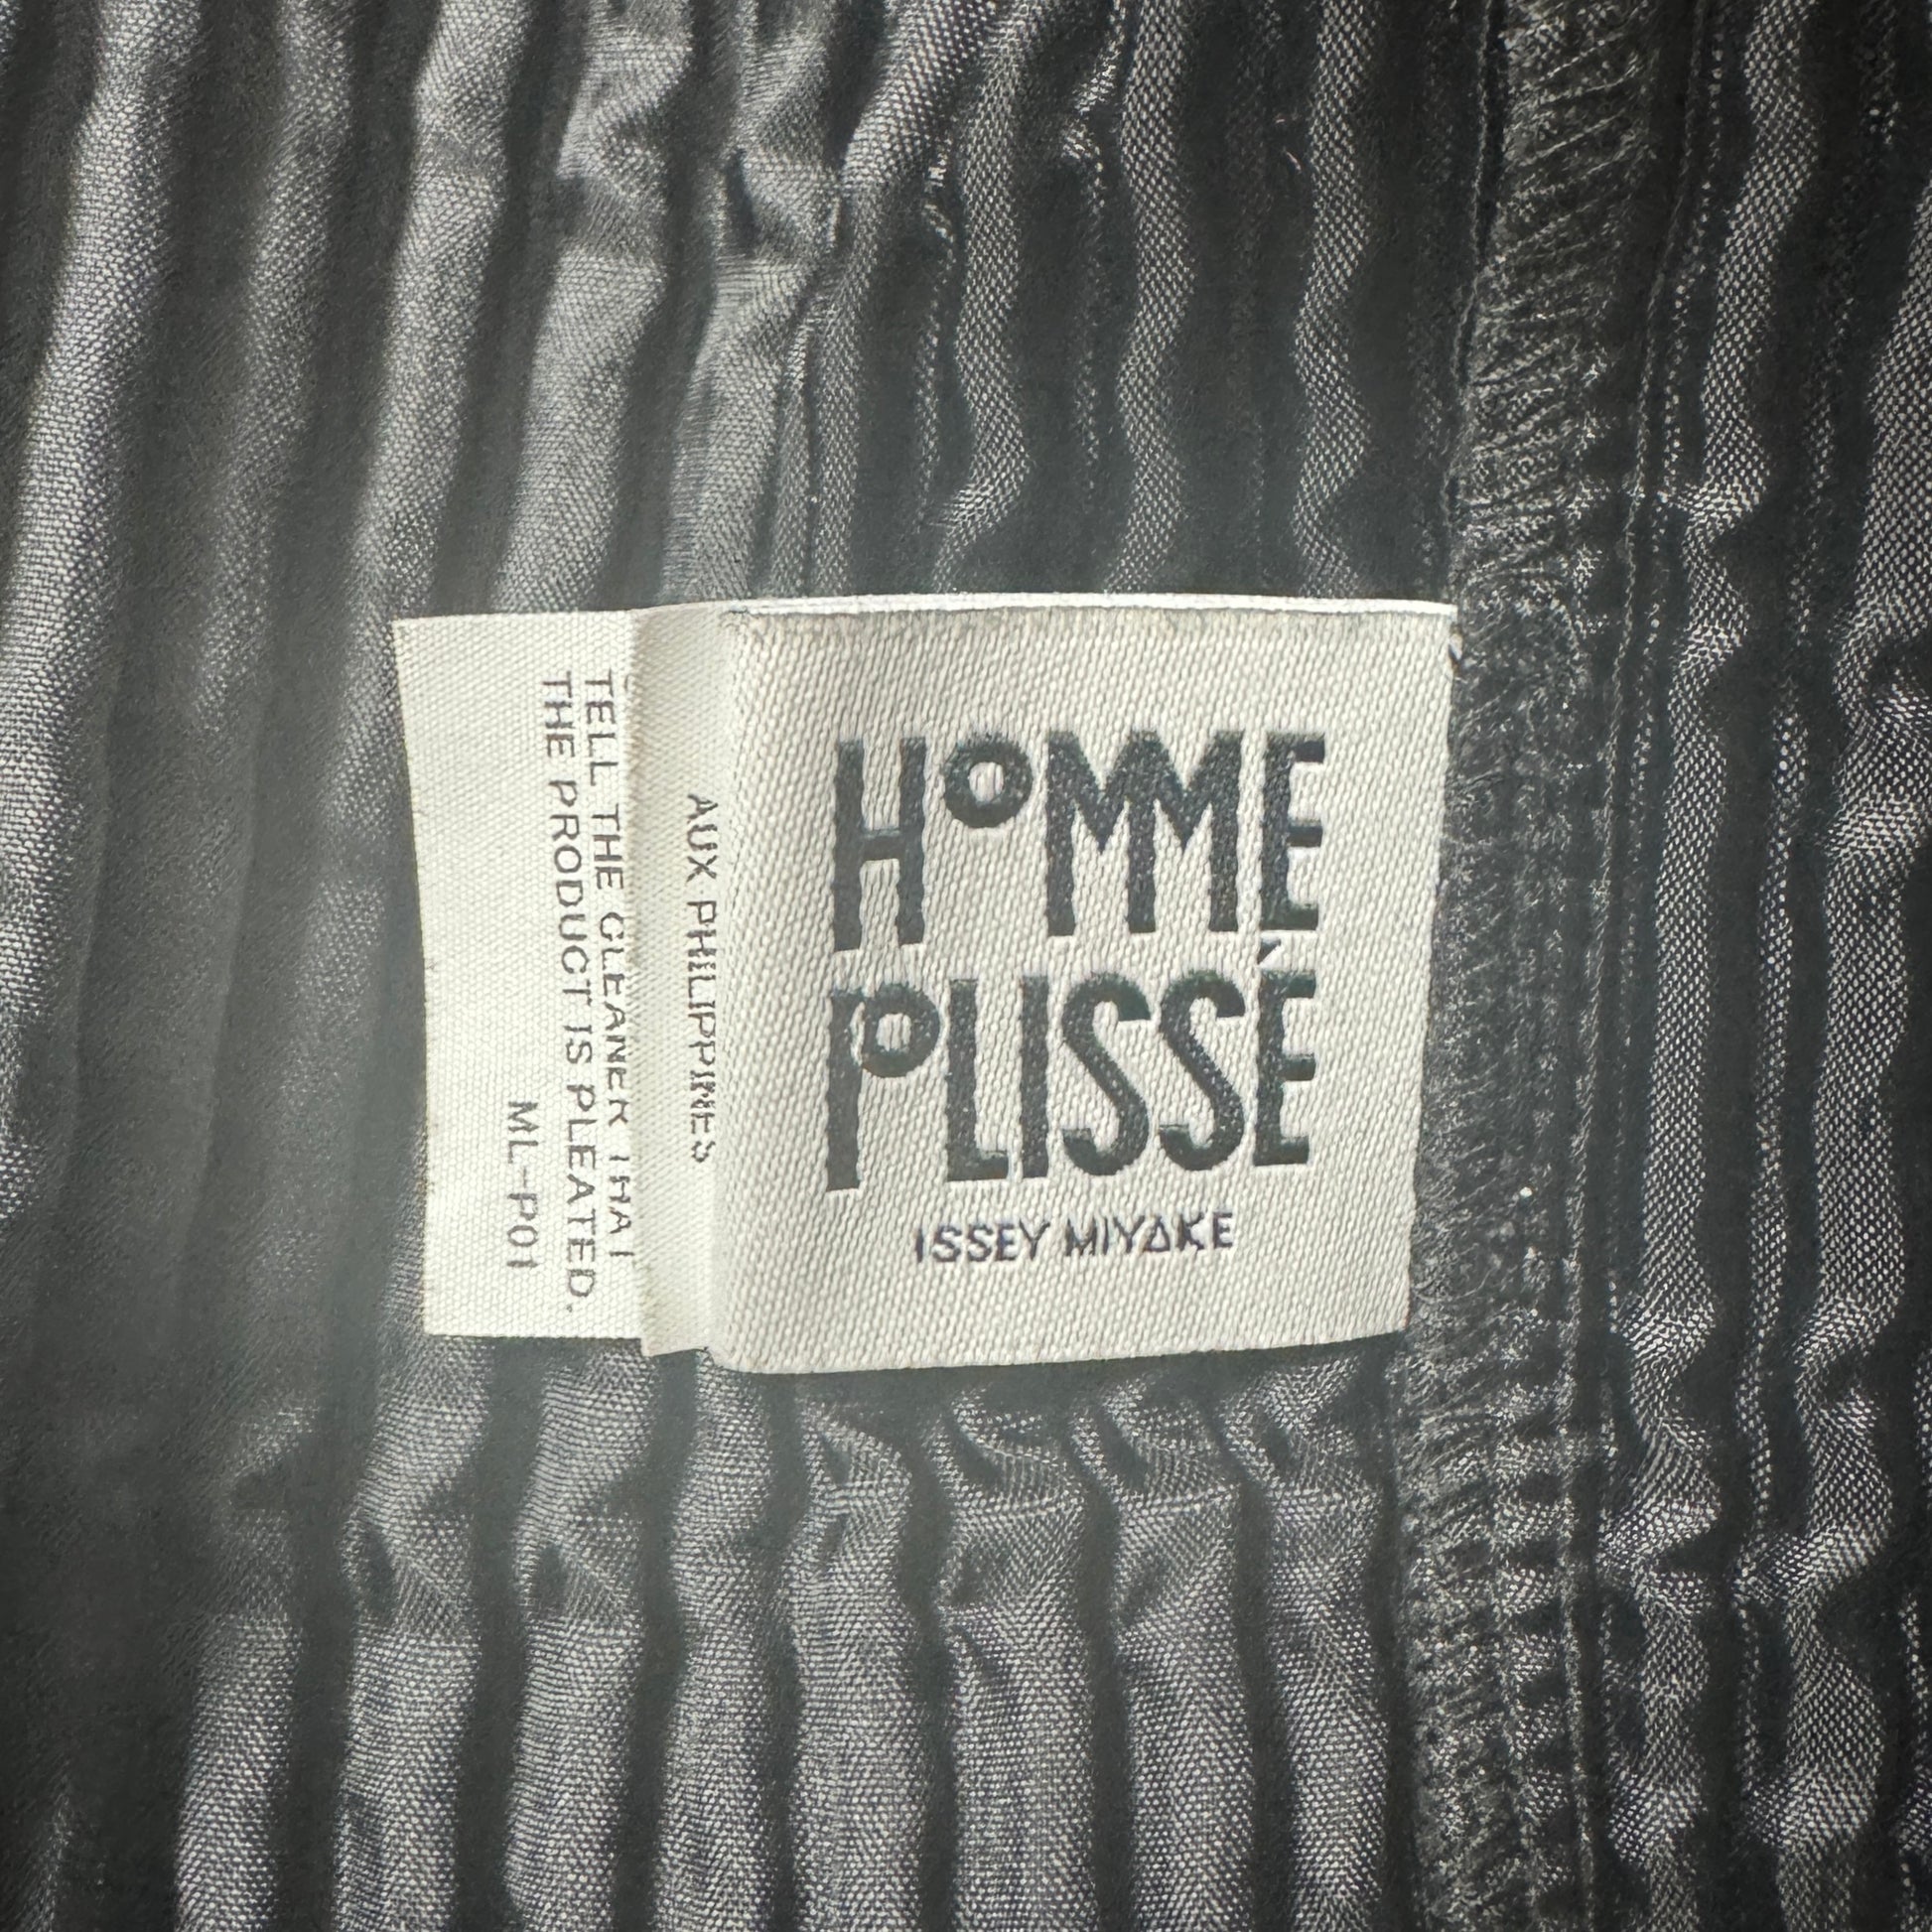 HOMME
PLISSÉ
ISSEY MIYAKE
AUX PHILIPPINES
TELL THE CLEANER THAT
THE PRODUCT IS PLEATED.
ML-P01